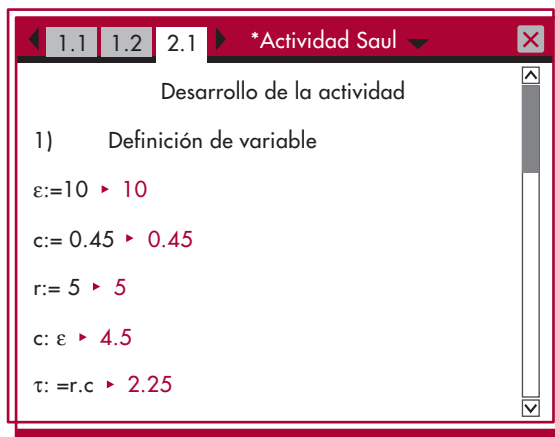 1.1 1.2 2.1 *Actividad Saul
Desarrollo de la actividad
1) Definición de variable
ε:=10 ▸ 10
c:= 0.45 ▸ 0.45
r:= 5 ▸ 5
c: ε ▸ 4.5
τ: =r.c ▸ 2.25